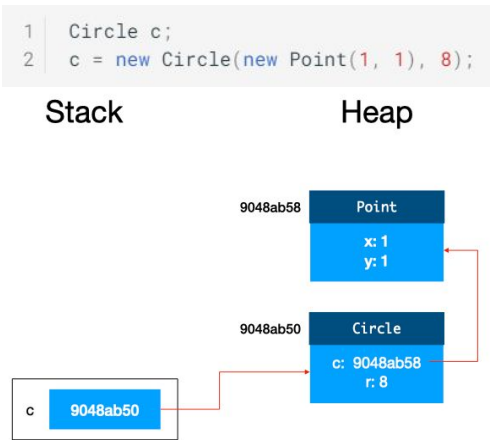 1 Circle c;
2 c = new Circle(new Point(1, 1), 8);
Stack Heap
9048ab58 Point
x: 1
y: 1
9048ab50 Circle
c: 9048ab58
r: 8
c 9048ab50